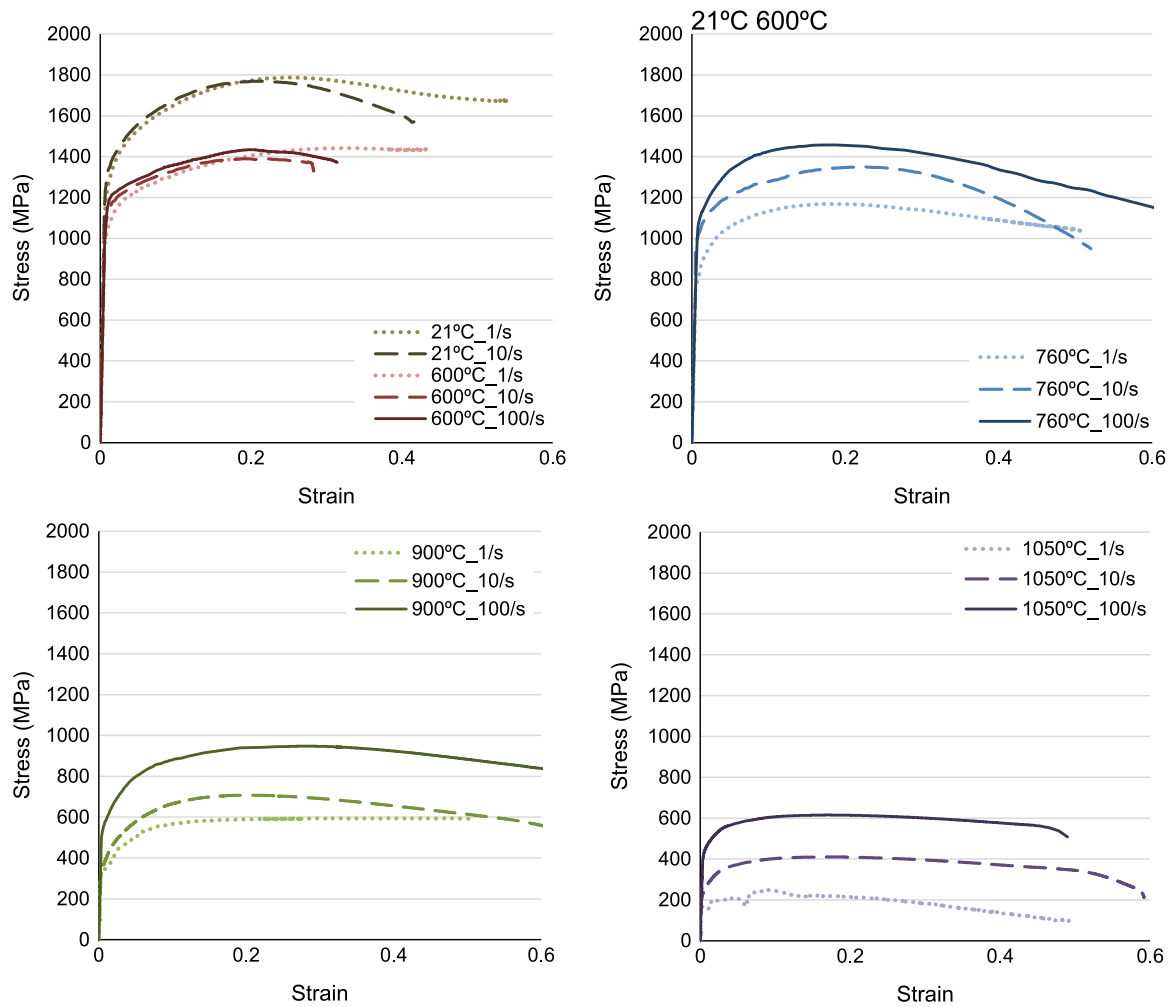 2000
1800
1600
1400
1200
1000
800
600
400
200
0
Stress (MPa)
21ºC_1/s
21ºC_10/s
600ºC_1/s
600ºC_10/s
600ºC_100/s
0
0.2
0.4
0.6
Strain
21ºC 600ºC
2000
1800
1600
1400
1200
1000
800
600
400
200
0
Stress (MPa)
760ºC_1/s
760ºC_10/s
760ºC_100/s
0
0.2
0.4
0.6
Strain
2000
1800
1600
1400
1200
1000
800
600
400
200
0
Stress (MPa)
900ºC_1/s
900ºC_10/s
900ºC_100/s
0
0.2
0.4
0.6
Strain
2000
1800
1600
1400
1200
1000
800
600
400
200
0
Stress (MPa)
1050ºC_1/s
1050ºC_10/s
1050ºC_100/s
0
0.2
0.4
0.6
Strain